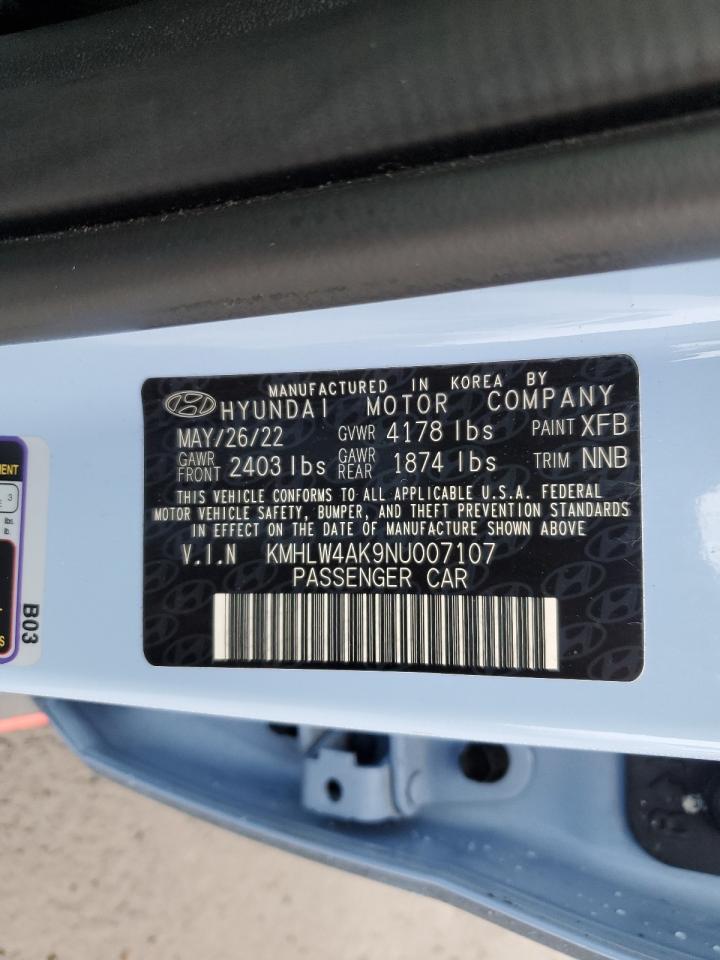 MANUFACTURED IN KOREA BY
HYUNDAI MOTOR COMPANY
MAY/26/22 GVWR 4178 lbs PAINT XFB
GAWR FRONT 2403 lbs GAWR REAR 1874 lbs TRIM NNB
THIS VEHICLE CONFORMS TO ALL APPLICABLE U.S.A. FEDERAL
MOTOR VEHICLE SAFETY, BUMPER, AND THEFT PREVENTION STANDARDS
IN EFFECT ON THE DATE OF MANUFACTURE SHOWN ABOVE
V.I.N KMHLW4AK9NU007107
PASSENGER CAR
B03
3
lbs.